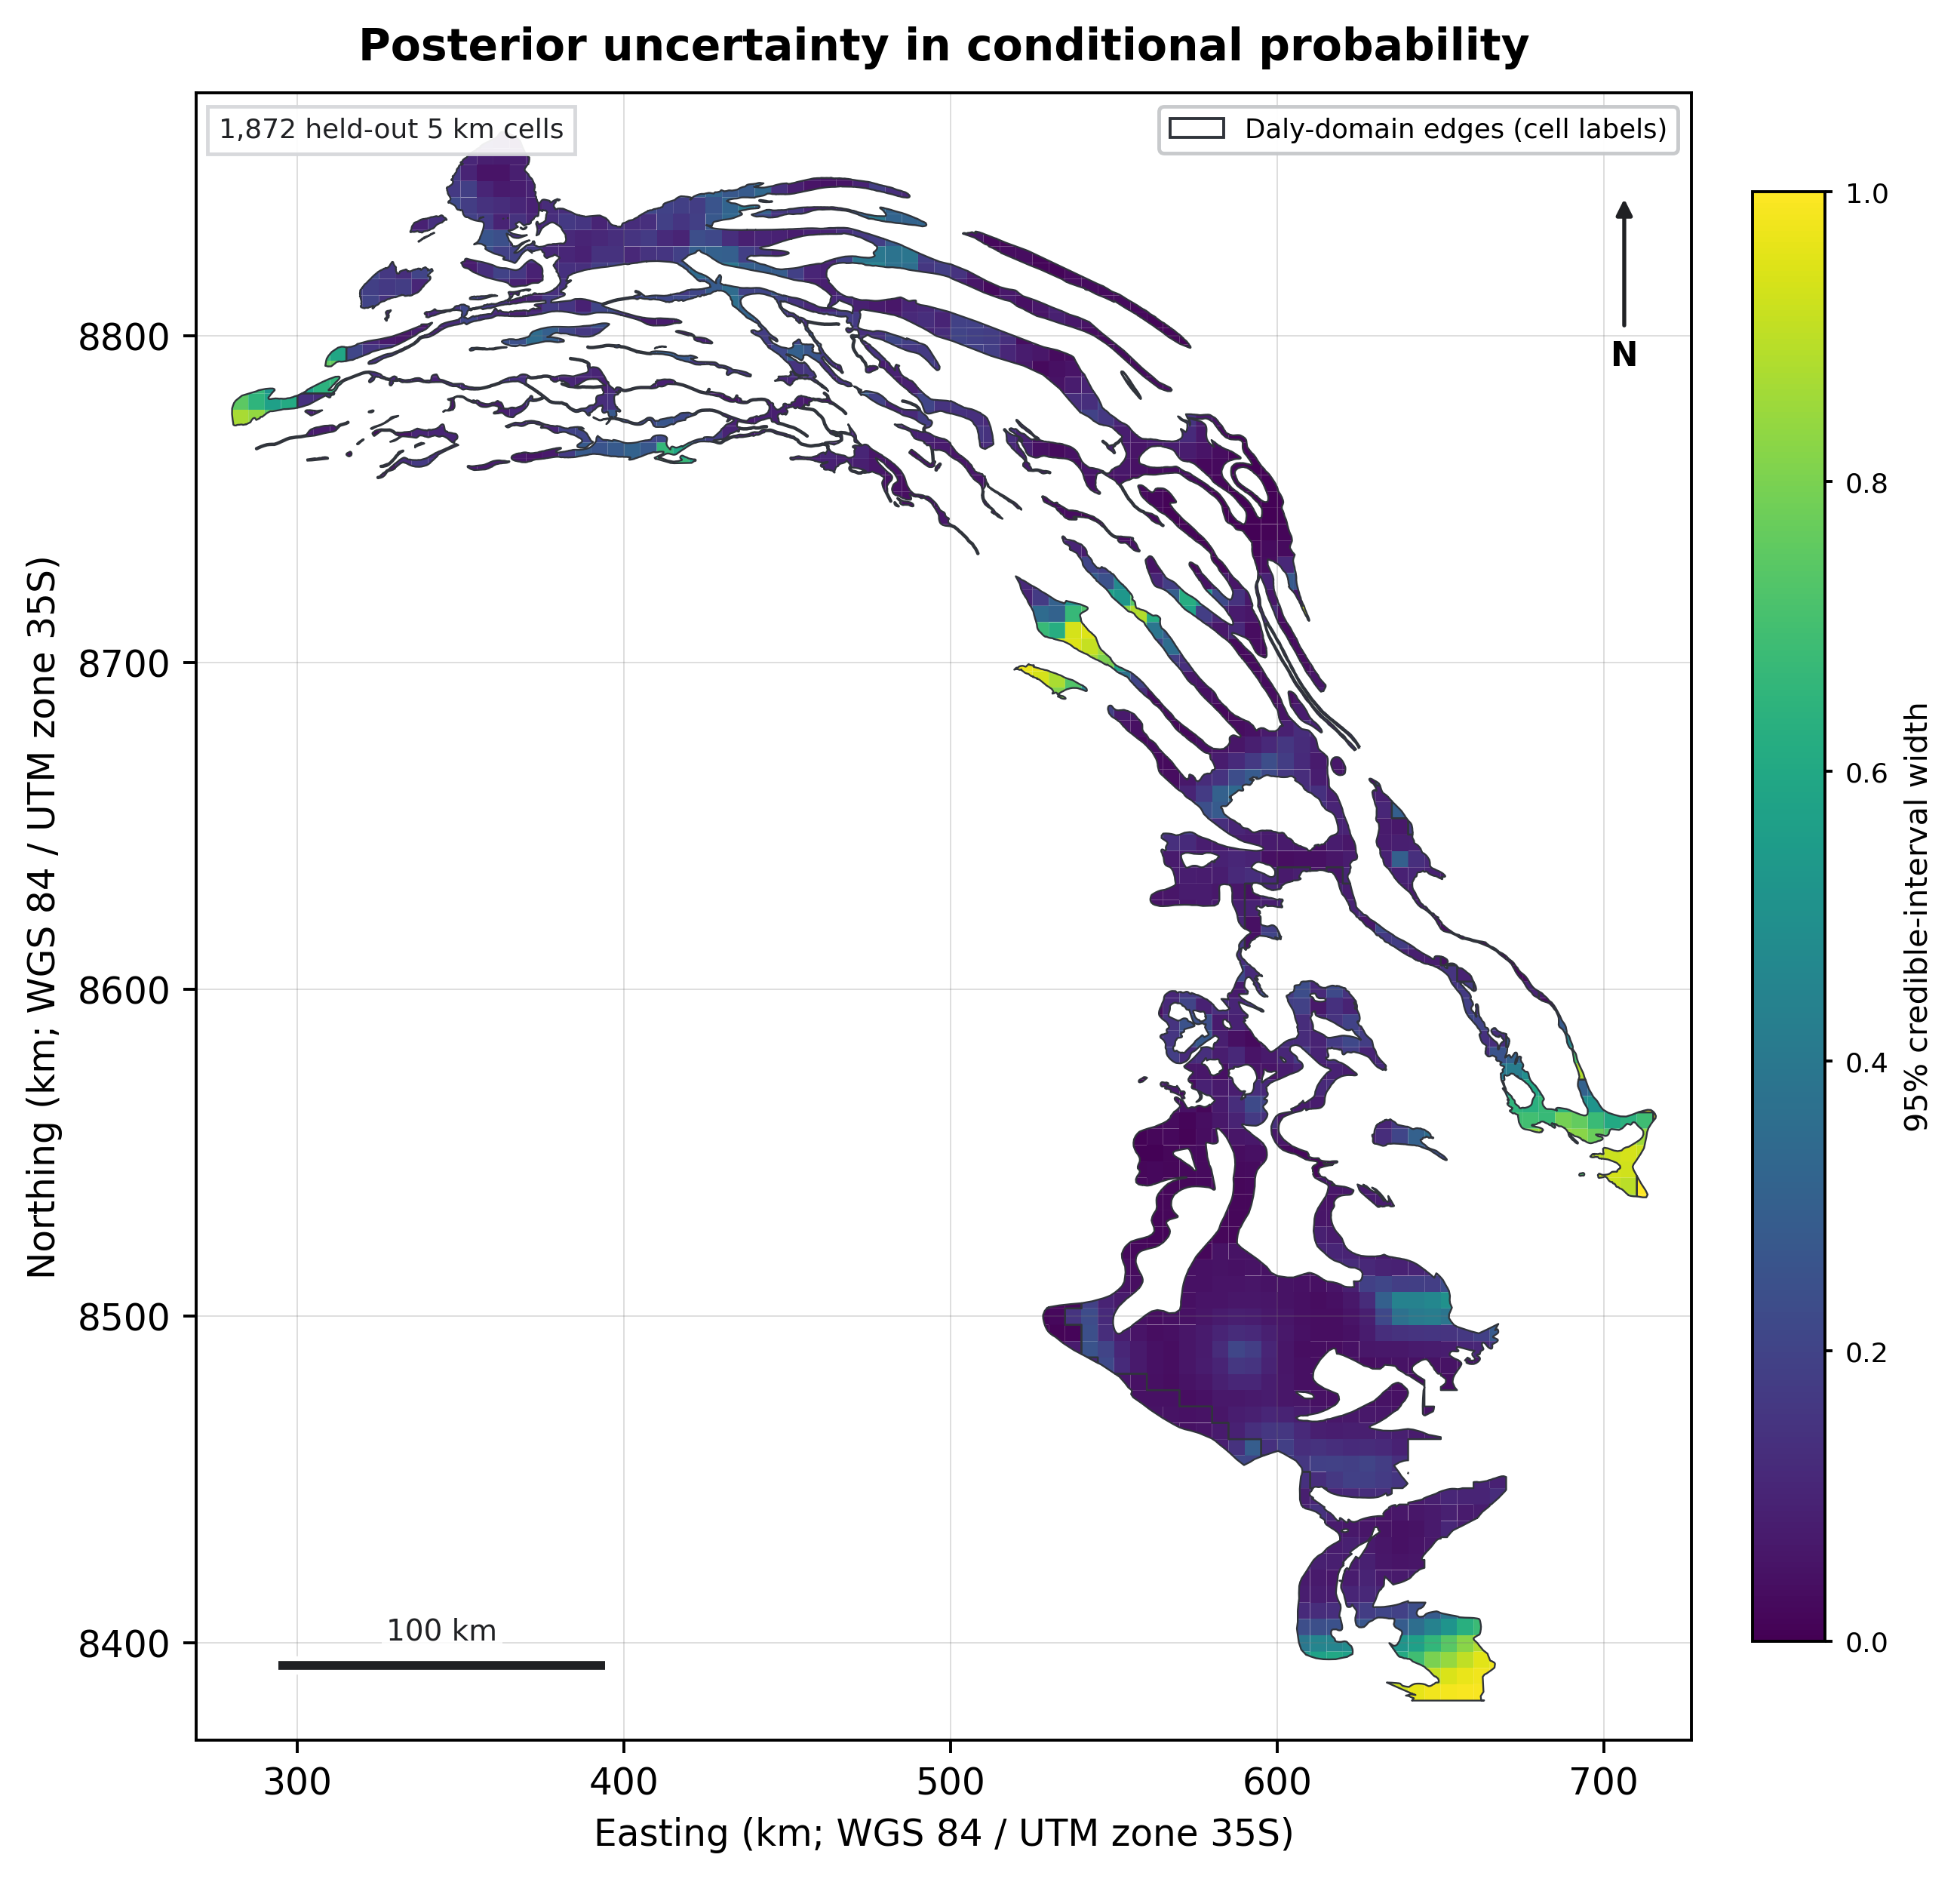 Posterior uncertainty in conditional probability
1,872 held-out 5 km cells
Daly-domain edges (cell labels)
N
100 km
8800
8700
8600
8500
8400
Northing (km; WGS 84 / UTM zone 35S)
300 400 500 600 700
Easting (km; WGS 84 / UTM zone 35S)
1.0
0.8
0.6
0.4
0.2
0.0
95% credible-interval width